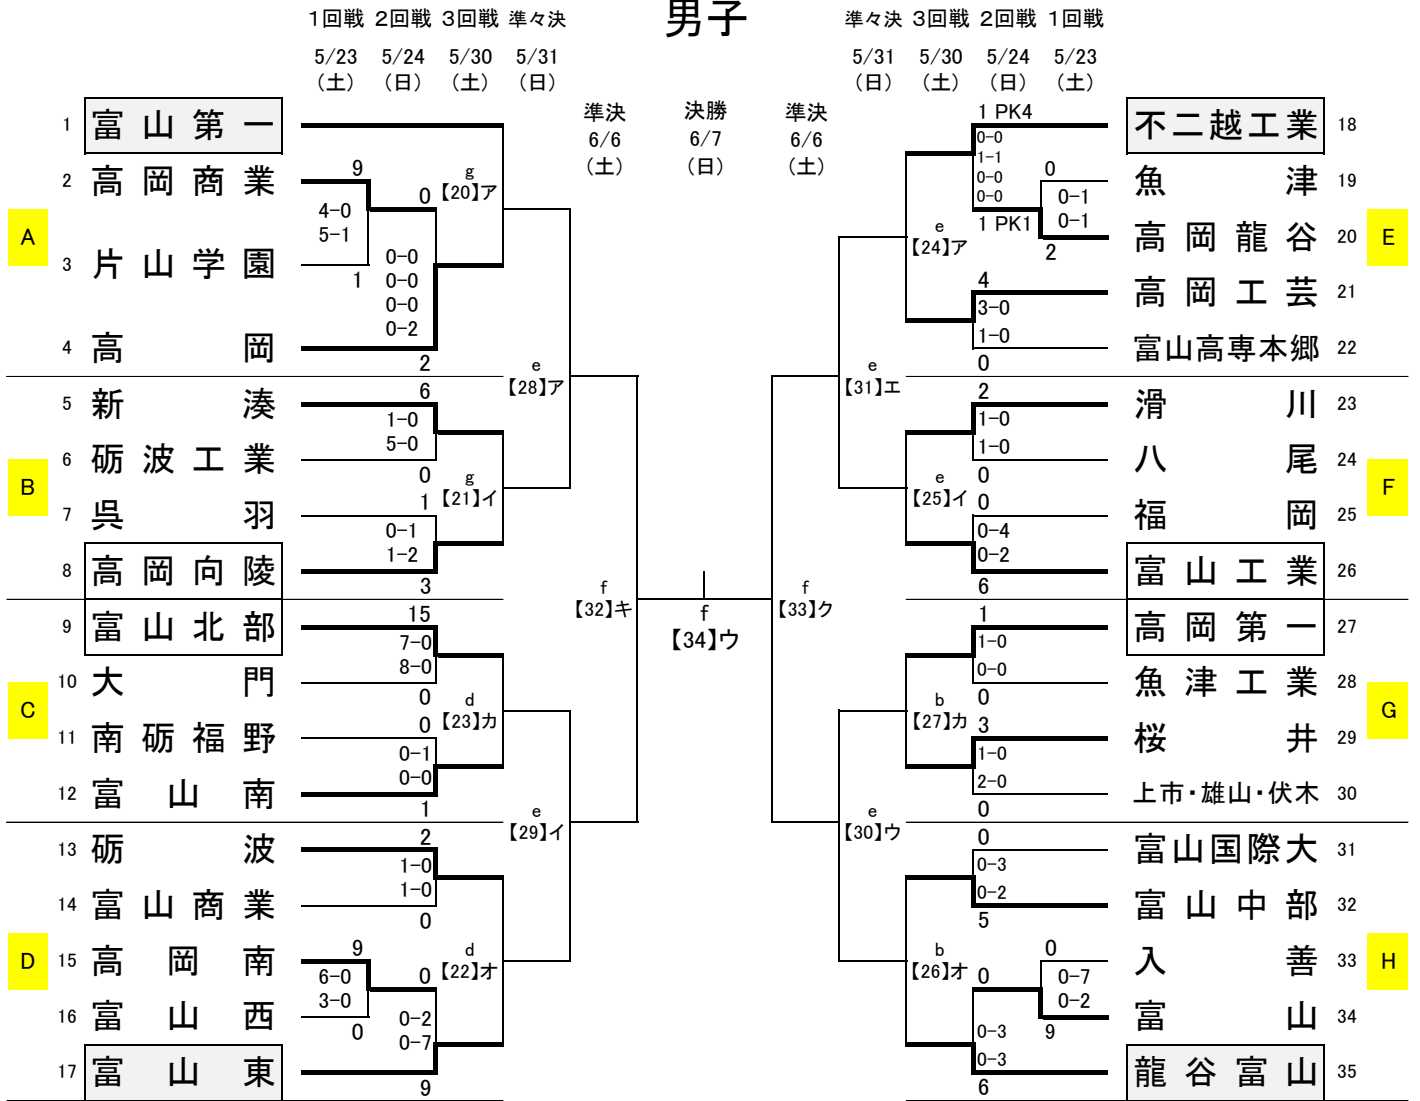 男子
1回戦 2回戦 3回戦 準々決 準々決 3回戦 2回戦 1回戦
5/23 5/24 5/30 5/31 5/31 5/30 5/24 5/23
(土) (日) (土) (日) (日) (土) (日) (土)
準決 決勝 準決
6/6 6/7 6/6
(土) (日) (土)
A
1 富山第一
2 高岡商業
3 片山学園
4 高岡
9
4-0
5-1
1
0
0-0
0-0
0-0
0-2
2
g
【20】ア
B
5 新湊
6 砺波工業
7 呉羽
8 高岡向陵
6
1-0
5-0
0
1
0-1
1-2
3
g
【21】イ
e
【28】ア
C
9 富山北部
10 大門
11 南砺福野
12 富山南
15
7-0
8-0
0
0
0-1
0-0
1
d
【23】カ
D
13 砺波
14 富山商業
15 高岡南
16 富山西
17 富山東
2
1-0
1-0
0
9
6-0
3-0
0
0
0-2
0-7
9
d
【22】オ
e
【29】イ
f
【32】キ
f
【34】ウ
f
【33】ク
不二越工業 18
魚津 19
高岡龍谷 20
高岡工芸 21
富山高専本郷 22
E
1 PK4
0-0
1-1
0-0
0-0
1 PK1
0
0-1
0-1
2
4
3-0
1-0
0
e
【24】ア
滑川 23
八尾 24
福岡 25
富山工業 26
F
2
1-0
1-0
0
0
0-4
0-2
6
e
【25】イ
e
【31】エ
高岡第一 27
魚津工業 28
桜井 29
上市・雄山・伏木 30
G
1
1-0
0-0
0
3
1-0
2-0
0
b
【27】カ
富山国際大 31
富山中部 32
入善 33
富山 34
龍谷富山 35
H
0
0-3
0-2
5
0
0-7
0-2
9
0
0-3
0-3
6
b
【26】オ
e
【30】ウ